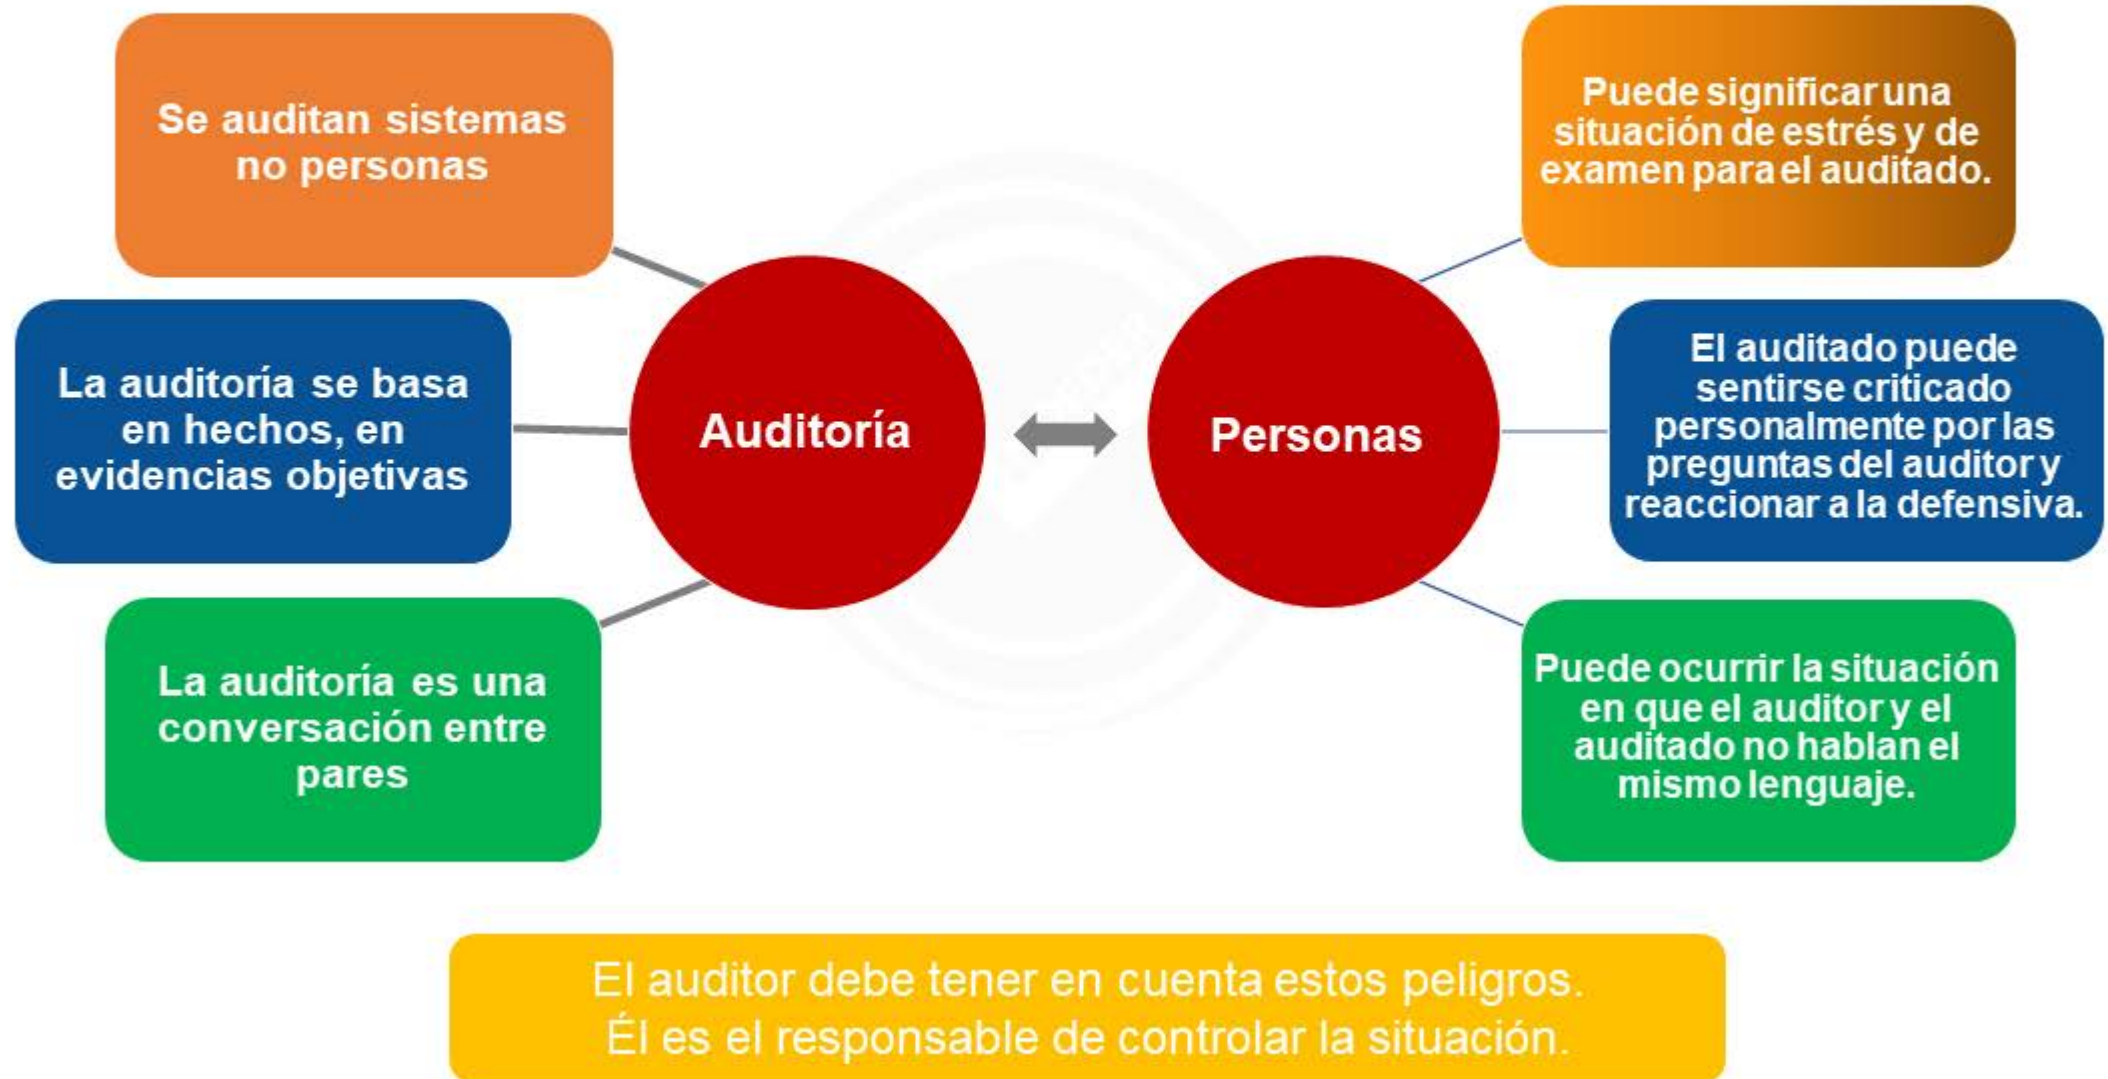 Se auditan sistemas
no personas
La auditoría se basa
en hechos, en
evidencias objetivas
La auditoría es una
conversación entre
pares
Auditoría
Personas
Puede significar una
situación de estrés y de
examen para el auditado.
El auditado puede
sentirse criticado
personalmente por las
preguntas del auditor y
reaccionar a la defensiva.
Puede ocurrir la situación
en que el auditor y el
auditado no hablan el
mismo lenguaje.
El auditor debe tener en cuenta estos peligros.
Él es el responsable de controlar la situación.